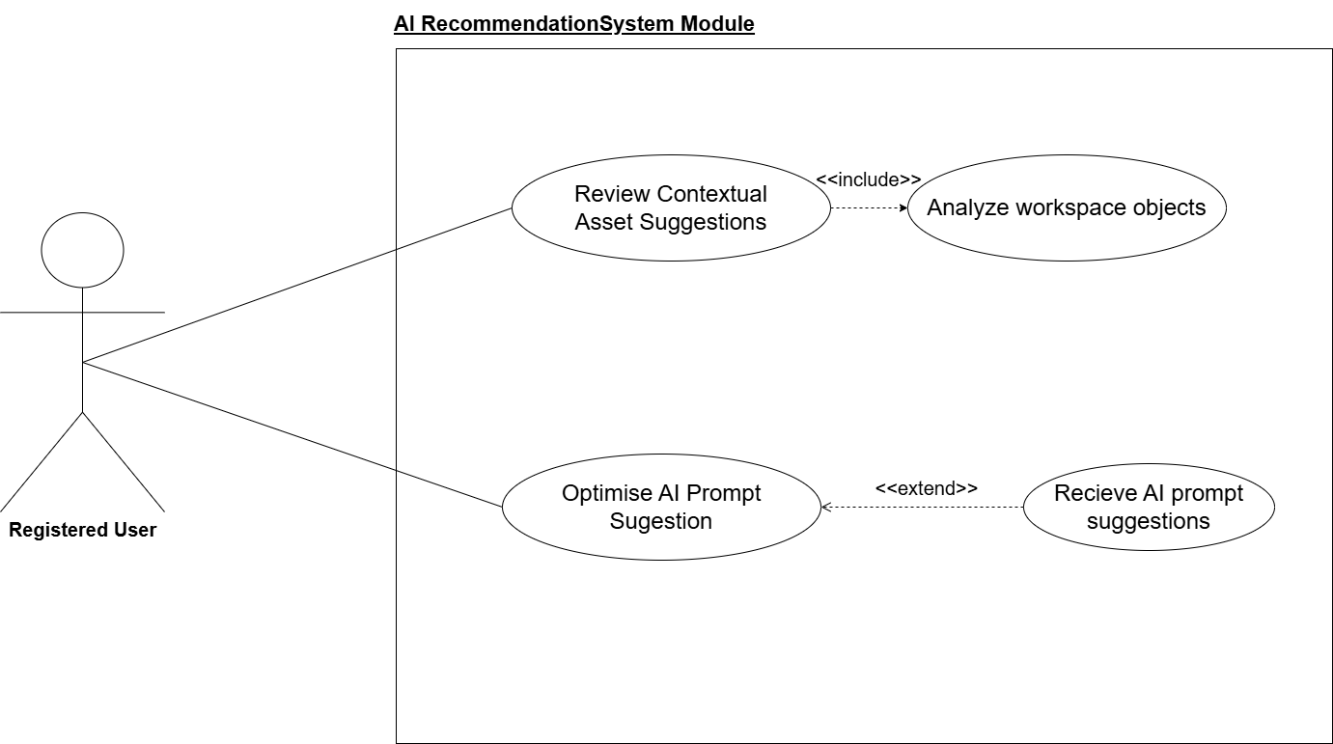 AI RecommendationSystem Module
Review Contextual
Asset Suggestions
<<include>>
Analyze workspace objects
Optimise AI Prompt
Sugestion
<<extend>>
Recieve AI prompt
suggestions
Registered User